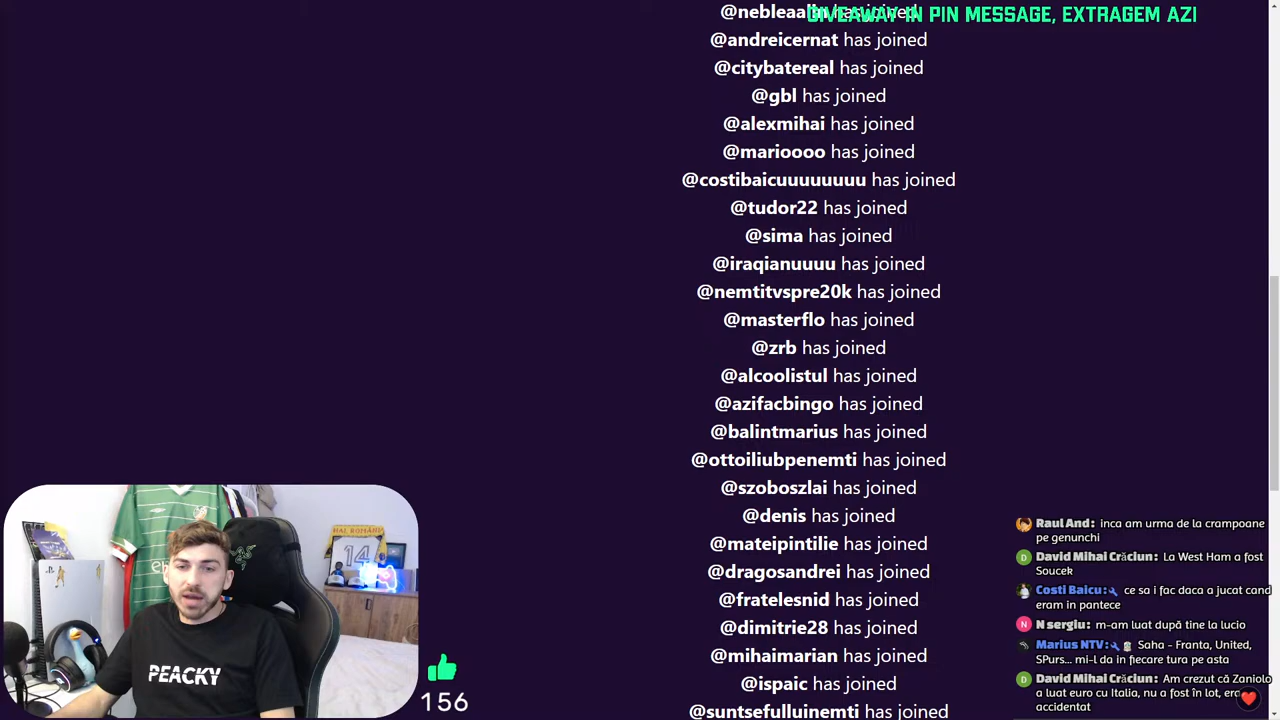 GIVEAWAY IN PIN MESSAGE, EXTRAGEM AZI
@andreicernat has joined
@citybatereal has joined
@gbl has joined
@alexmihai has joined
@marioooo has joined
@costibaicuuuuuuuu has joined
@tudor22 has joined
@sima has joined
@iraqianuuuu has joined
@nemtitvspre20k has joined
@masterflo has joined
@zrb has joined
@alcoolistul has joined
@azifacbingo has joined
@balintmarius has joined
@ottoiliubpenemti has joined
@szoboszlai has joined
@denis has joined
@mateipintilie has joined
@dragosandrei has joined
@fratelesnid has joined
@dimitrie28 has joined
@mihaimarian has joined
@ispaic has joined
@suntsefulluinemti has joined
HAI ROMÂNI
14
PEACKY
156
Raul And: inca am urma de la crampoane
pe genunchi
David Mihai Crăciun: La West Ham a fost
Soucek
Costi Baicu: ce sa i fac daca a jucat cand
eram in pantece
N sergiu: m-am luat după tine la lucio
Marius NTV: Saha - Franta, United,
SPurs... mi-l da in fiecare tura pe asta
David Mihai Crăciun: Am crezut că Zaniolo
a luat euro cu Italia, nu a fost în lot, era
accidentat